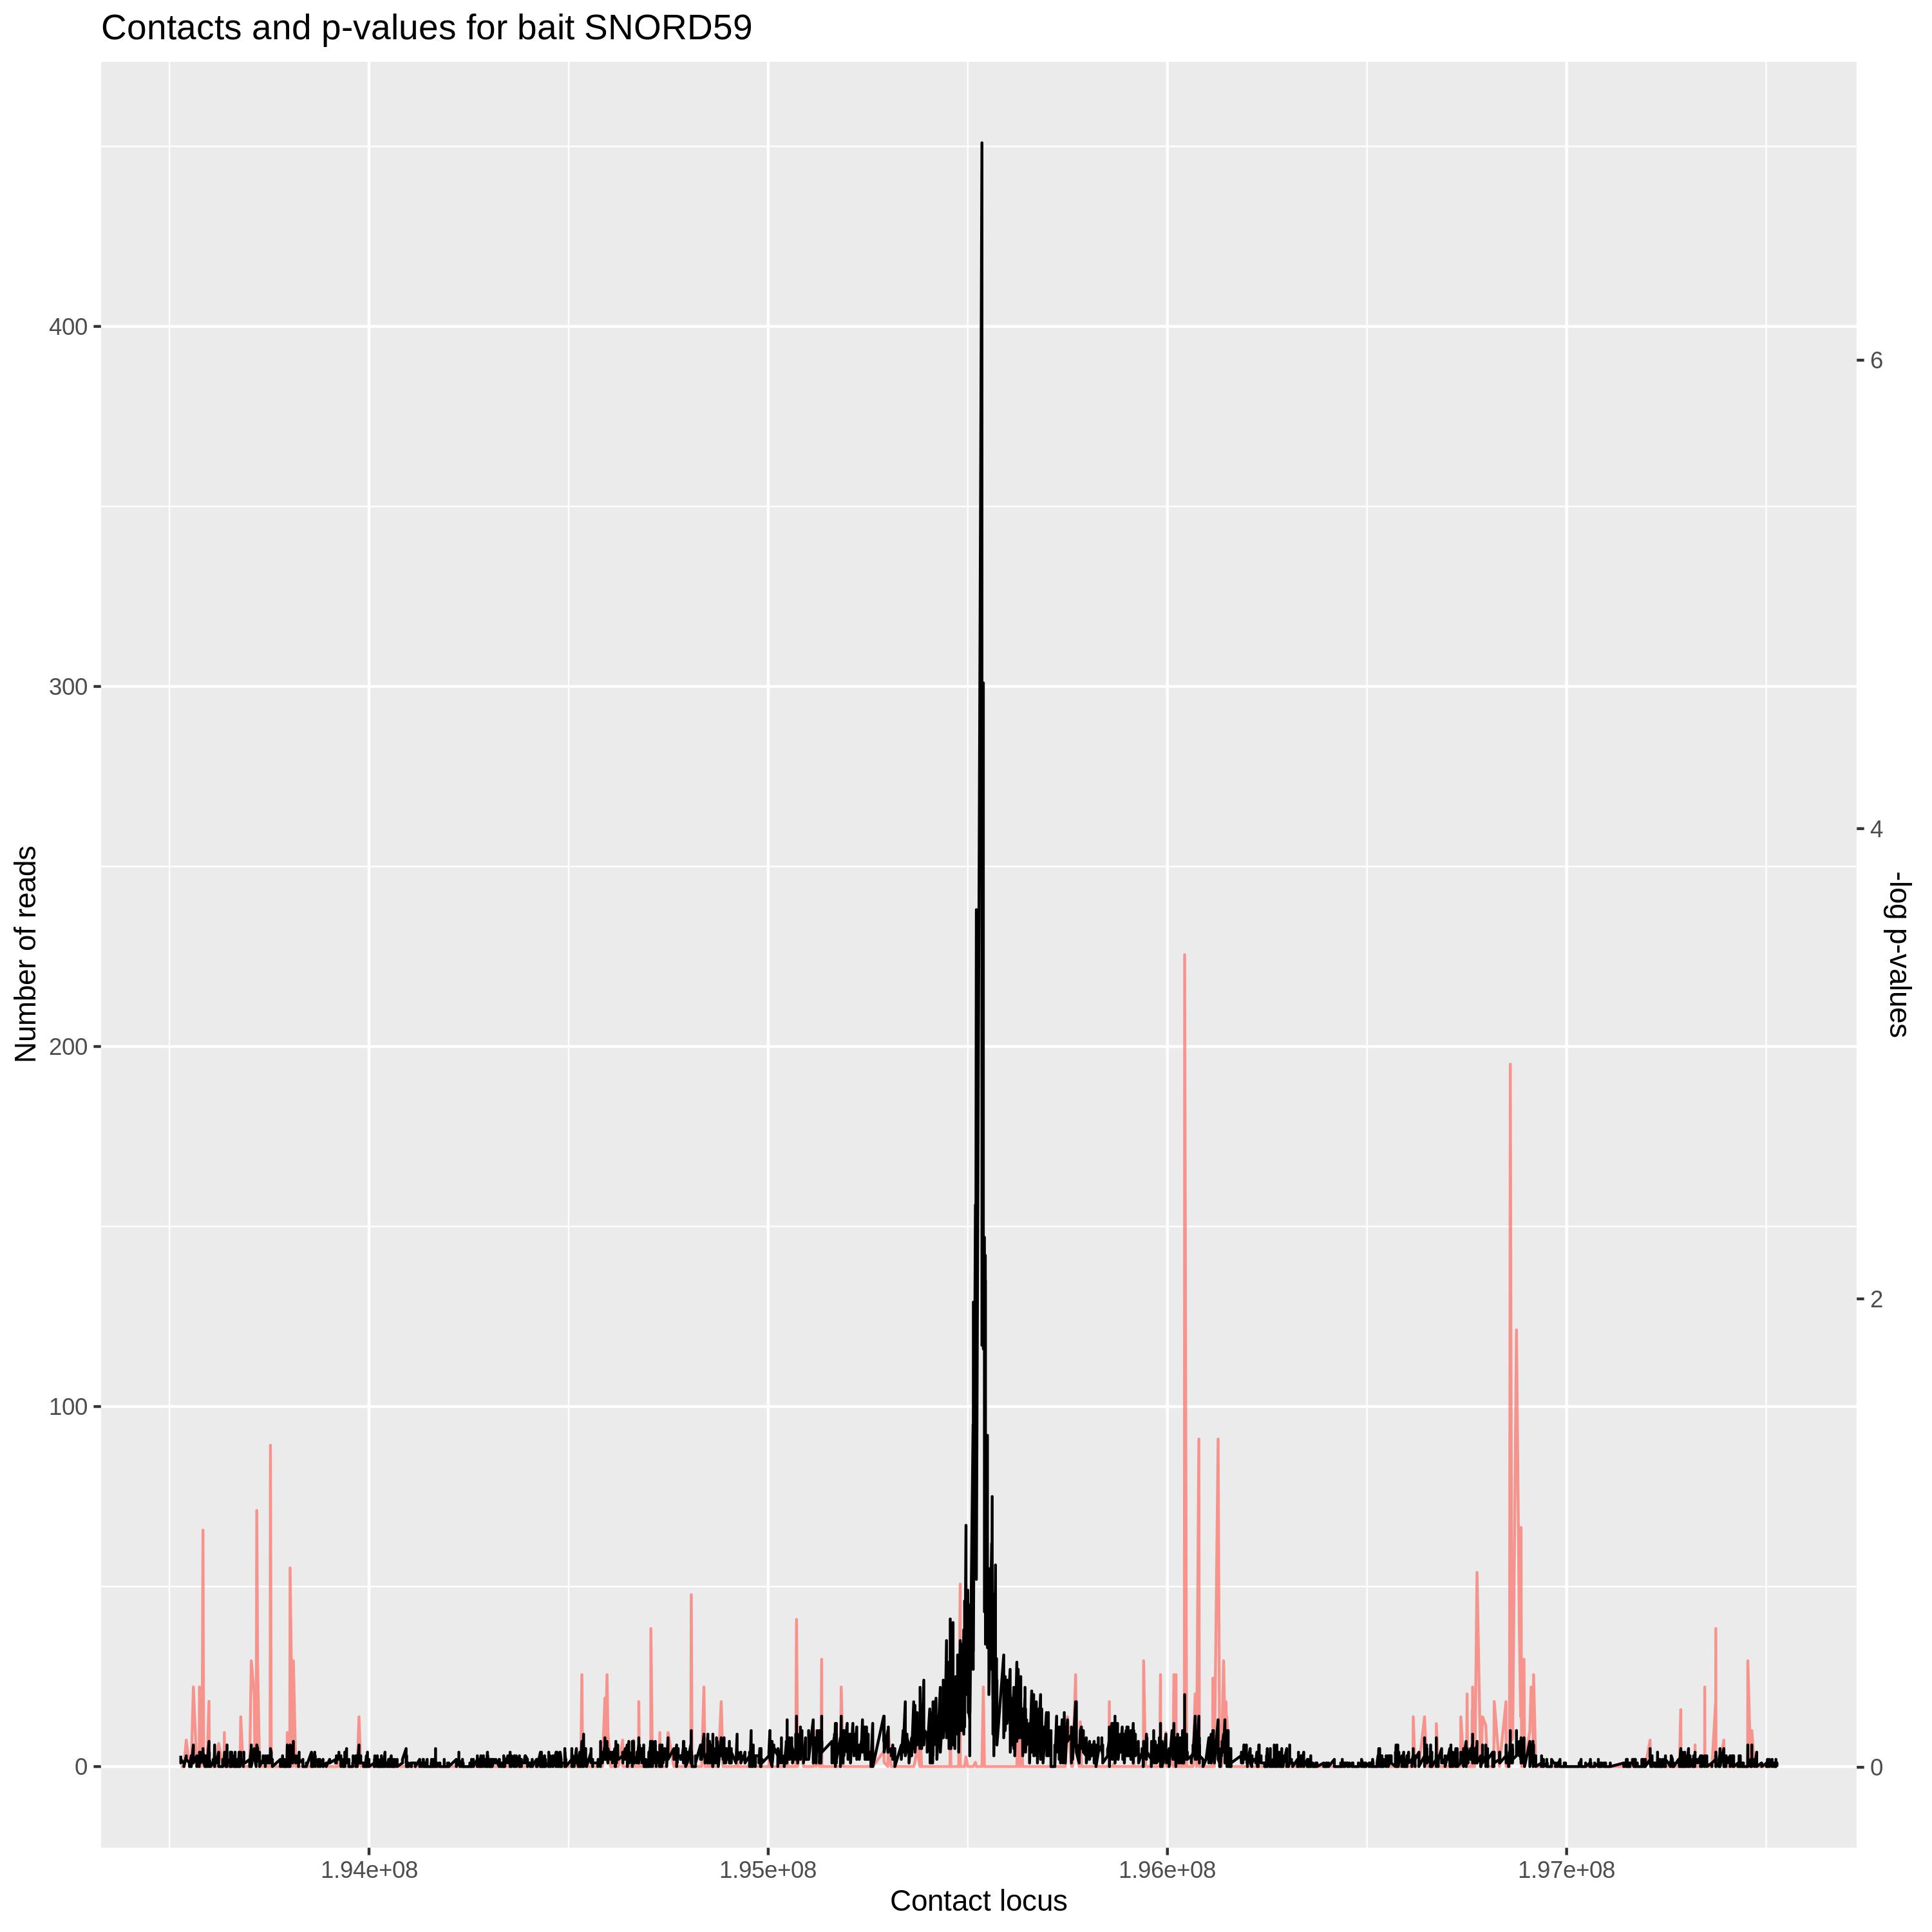 Contacts and p-values for bait SNORD59
Number of reads
400
300
200
100
0
6
4
2
0
-log p-values
1.94e+08
1.95e+08
1.96e+08
1.97e+08
Contact locus